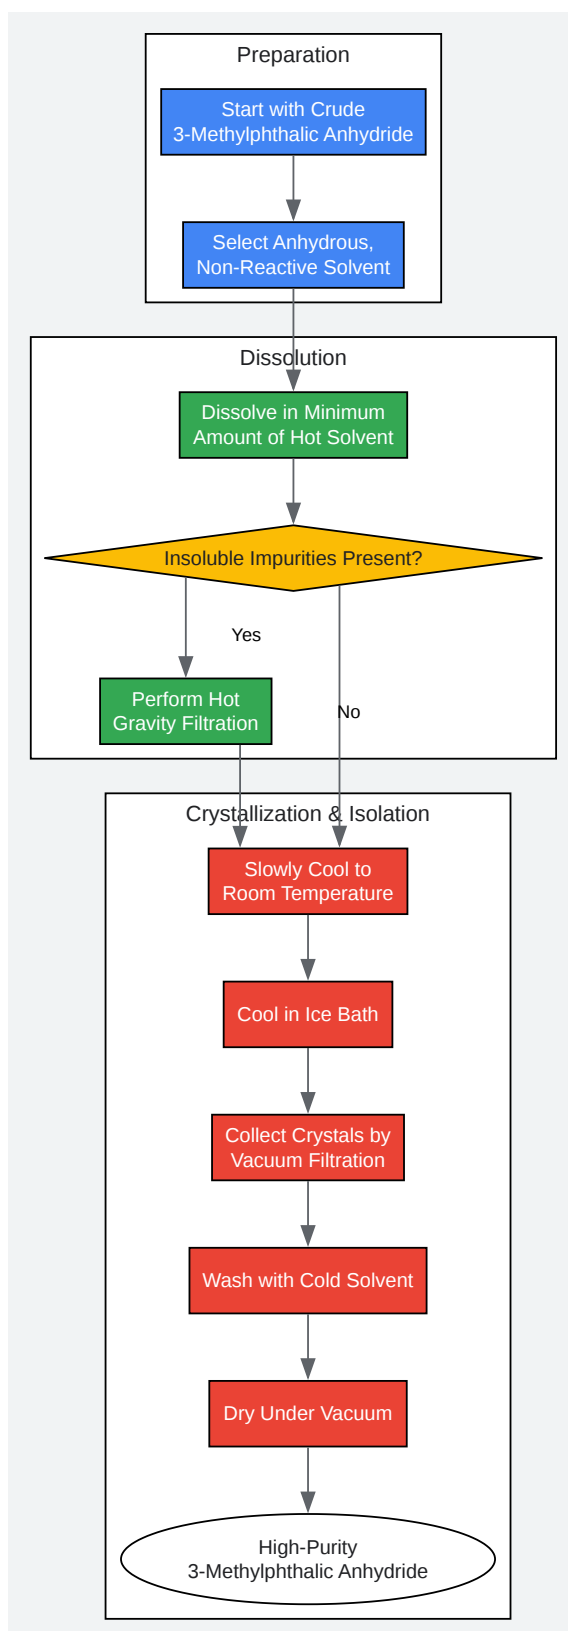 Preparation
Start with Crude
3-Methylphthalic Anhydride
Select Anhydrous,
Non-Reactive Solvent
Dissolution
Dissolve in Minimum
Amount of Hot Solvent
Insoluble Impurities Present?
Yes
Perform Hot
Gravity Filtration
No
Crystallization & Isolation
Slowly Cool to
Room Temperature
Cool in Ice Bath
Collect Crystals by
Vacuum Filtration
Wash with Cold Solvent
Dry Under Vacuum
High-Purity
3-Methylphthalic Anhydride